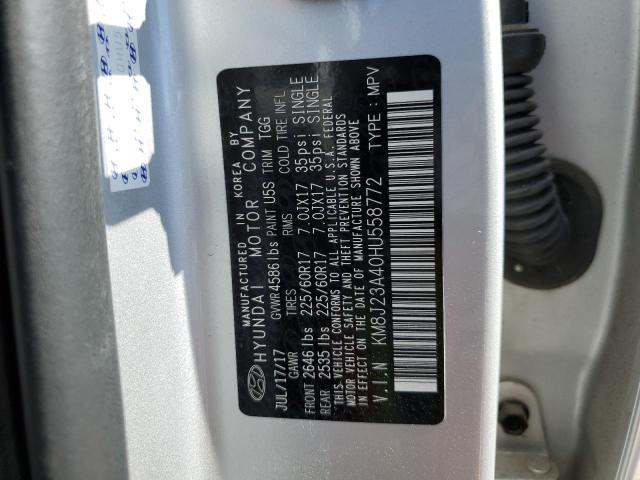 MANUFACTURED IN KOREA BY
HYUNDAI MOTOR COMPANY
JUL/17/17 GVWR 4586 lbs PAINT U5S TRIM TGG
GAWR TIRES RIMS COLD TIRE INFL.
FRONT 2646 lbs 225/60R17 7.0JX17 35psi SINGLE
REAR 2535 lbs 225/60R17 7.0JX17 35psi SINGLE
THIS VEHICLE CONFORMS TO ALL APPLICABLE U.S.A. FEDERAL
MOTOR VEHICLE SAFETY AND THEFT PREVENTION STANDARDS
IN EFFECT ON THE DATE OF MANUFACTURE SHOWN ABOVE
V.I.N KM8J23A40HU558772 TYPE : MPV